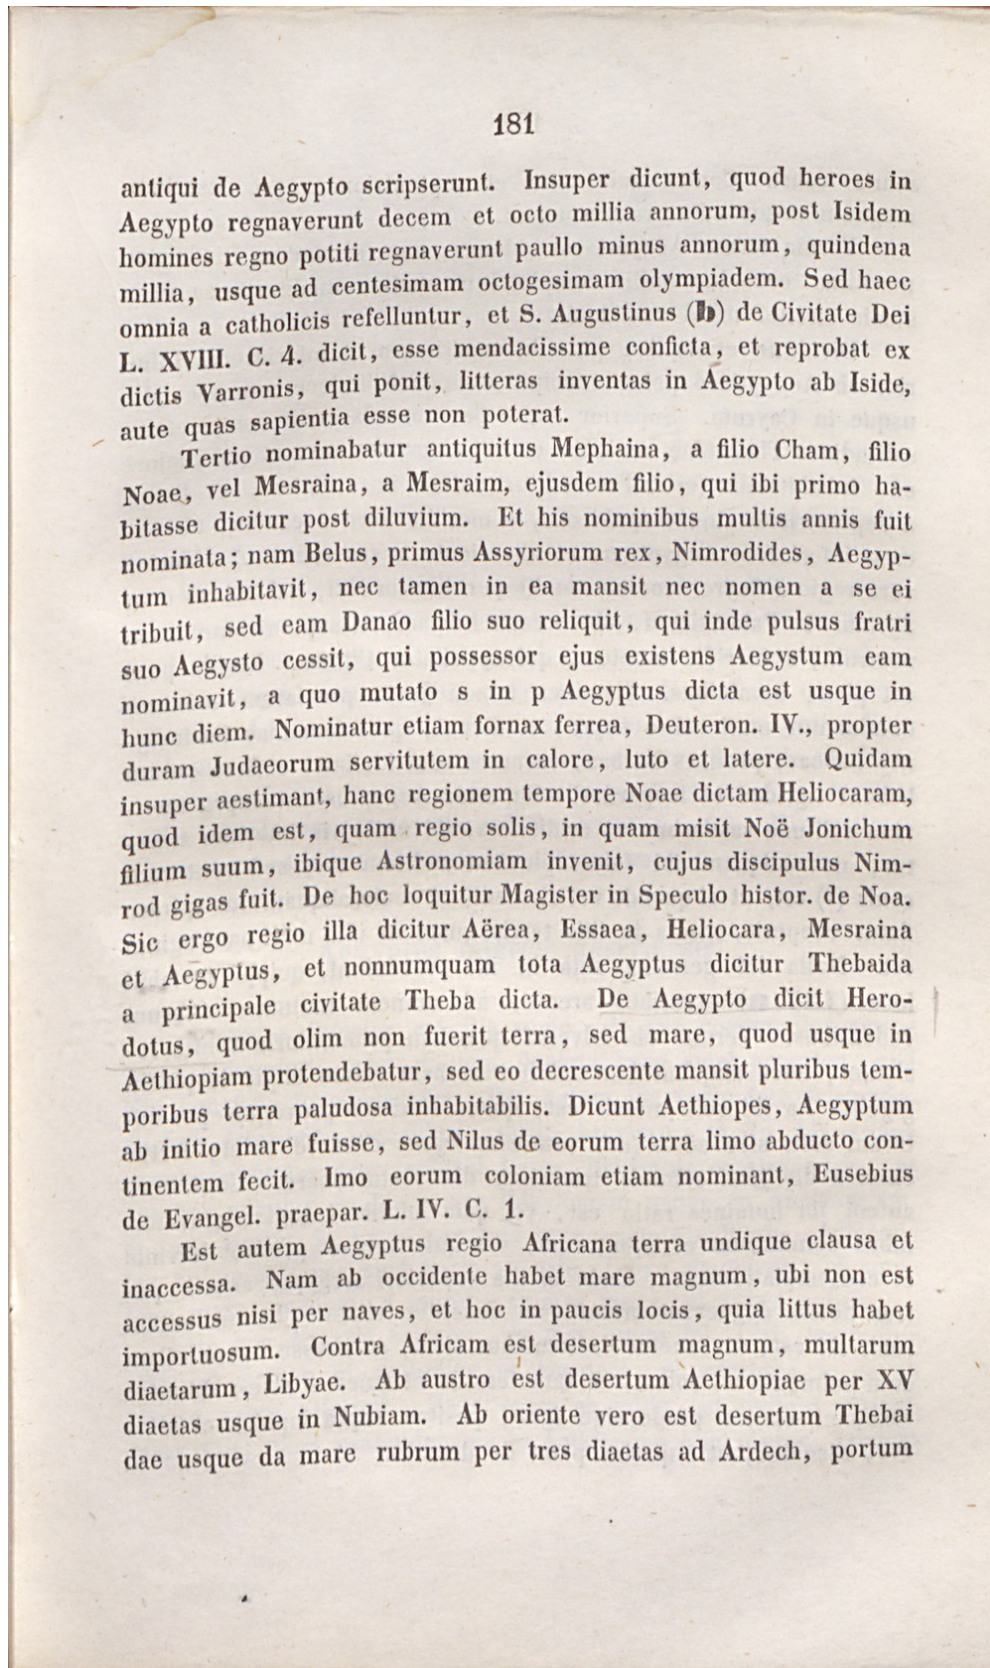 181
antiqui de Aegypto scripserunt. Insuper dicunt, quod heroes in
Aegypto regnaverunt decem et octo millia annorum, post Isidem
homines regno potiti regnaverunt paullo minus annorum, quindena
millia, usque ad centesimam octogesimam olympiadem. Sed haec
omnia a catholicis refelluntur, et S. Augustinus (b) de Civitate Dei
L. XVIII. C. 4. dicit, esse mendacissime conficta, et reprobat ex
dictis Varronis, qui ponit, litteras inventas in Aegypto ab Iside,
aute quas sapientia esse non poterat.
Tertio nominabatur antiquitus Mephaina, a filio Cham, filio
Noae, vel Mesraina, a Mesraim, ejusdem filio, qui ibi primo ha-
bitasse dicitur post diluvium. Et his nominibus multis annis fuit
nominata; nam Belus, primus Assyriorum rex, Nimrodides, Aegyp-
tum inhabitavit, nec tamen in ea mansit nec nomen a se ei
tribuit, sed eam Danao filio suo reliquit, qui inde pulsus fratri
suo Aegysto cessit, qui possessor ejus existens Aegystum eam
nominavit, a quo mutato s in p Aegyptus dicta est usque in
hunc diem. Nominatur etiam fornax ferrea, Deuteron. IV., propter
duram Judaeorum servitutem in calore, luto et latere. Quidam
insuper aestimant, hanc regionem tempore Noae dictam Heliocaram,
quod idem est, quam regio solis, in quam misit Noë Jonichum
filium suum, ibique Astronomiam invenit, cujus discipulus Nim-
rod gigas fuit. De hoc loquitur Magister in Speculo histor. de Noa.
Sic ergo regio illa dicitur Aërea, Essaea, Heliocara, Mesraina
et Aegyptus, et nonnumquam tota Aegyptus dicitur Thebaida
a principale civitate Theba dicta. De Aegypto dicit Hero-
dotus, quod olim non fuerit terra, sed mare, quod usque in
Aethiopiam protendebatur, sed eo decrescente mansit pluribus tem-
poribus terra paludosa inhabitabilis. Dicunt Aethiopes, Aegyptum
ab initio mare fuisse, sed Nilus de eorum terra limo abducto con-
tinentem fecit. Imo eorum coloniam etiam nominant, Eusebius
de Evangel. praepar. L. IV. C. 1.
Est autem Aegyptus regio Africana terra undique clausa et
inaccessa. Nam ab occidente habet mare magnum, ubi non est
accessus nisi per naves, et hoc in paucis locis, quia littus habet
importuosum. Contra Africam est desertum magnum, multarum
diaetarum, Libyae. Ab austro est desertum Aethiopiae per XV
diaetas usque in Nubiam. Ab oriente vero est desertum Thebai
dae usque da mare rubrum per tres diaetas ad Ardech, portum